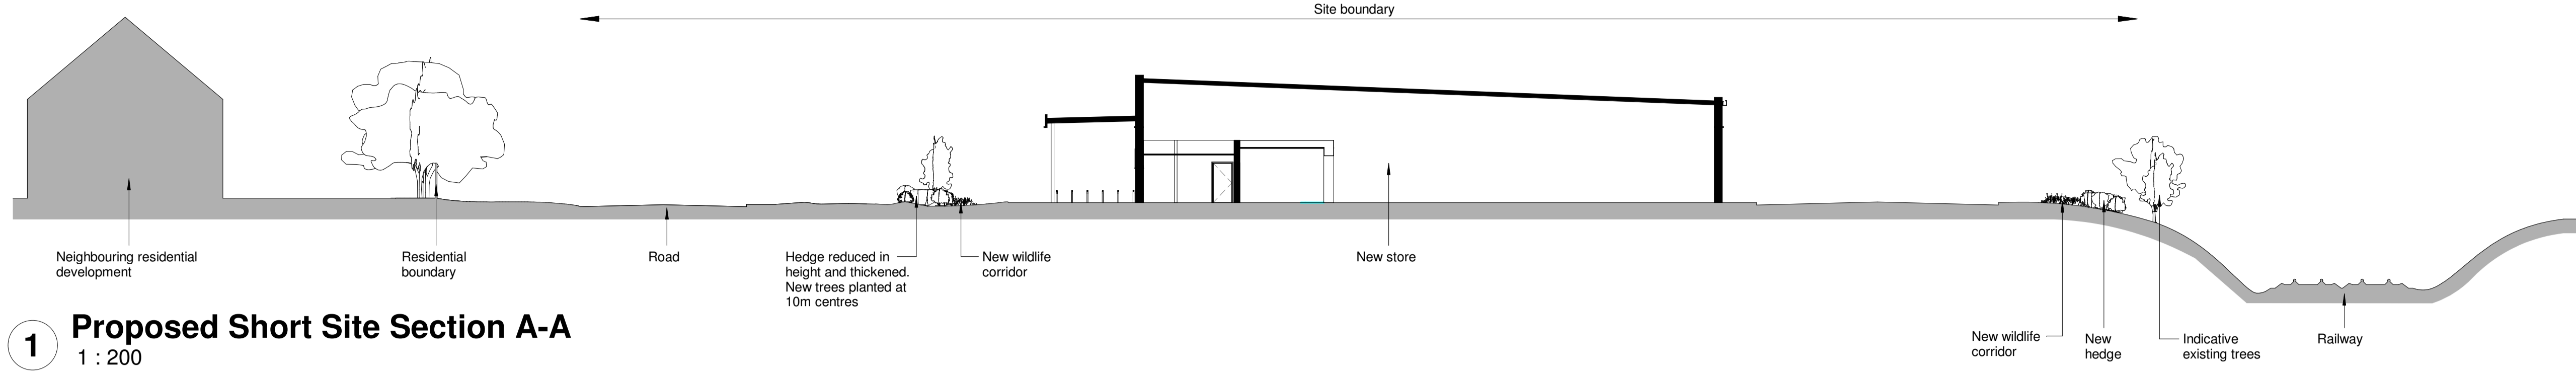 Site boundary
Neighbouring residential
development
Residential
boundary
Road
Hedge reduced in
height and thickened.
New trees planted at
10m centres
New wildlife
corridor
New store
New wildlife
corridor
New
hedge
Indicative
existing trees
Railway
1
Proposed Short Site Section A-A
1 : 200